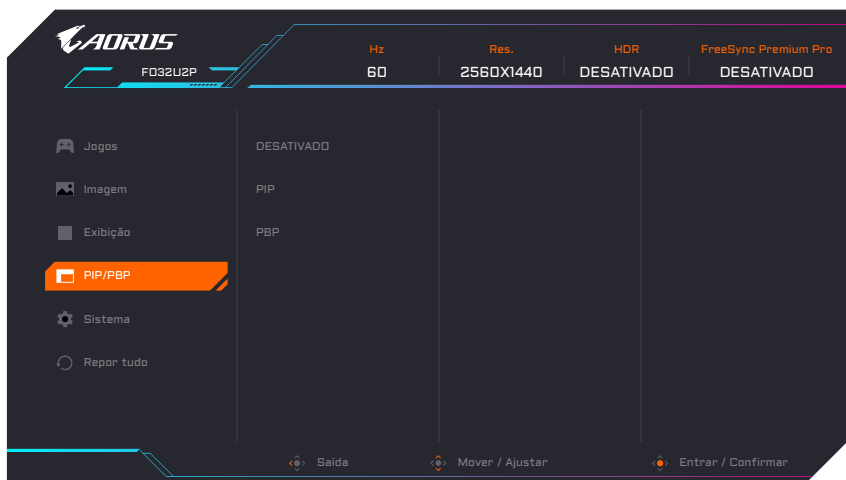 AORUS
FO32U2P
Hz
Res.
HDR
FreeSync Premium Pro
60
2560X1440
DESATIVADO
DESATIVADO
Jogos
DESATIVADO
Imagem
PIP
Exibição
PBP
PIP/PBP
Sistema
Repor tudo
Saída
Mover / Ajustar
Entrar / Confirmar